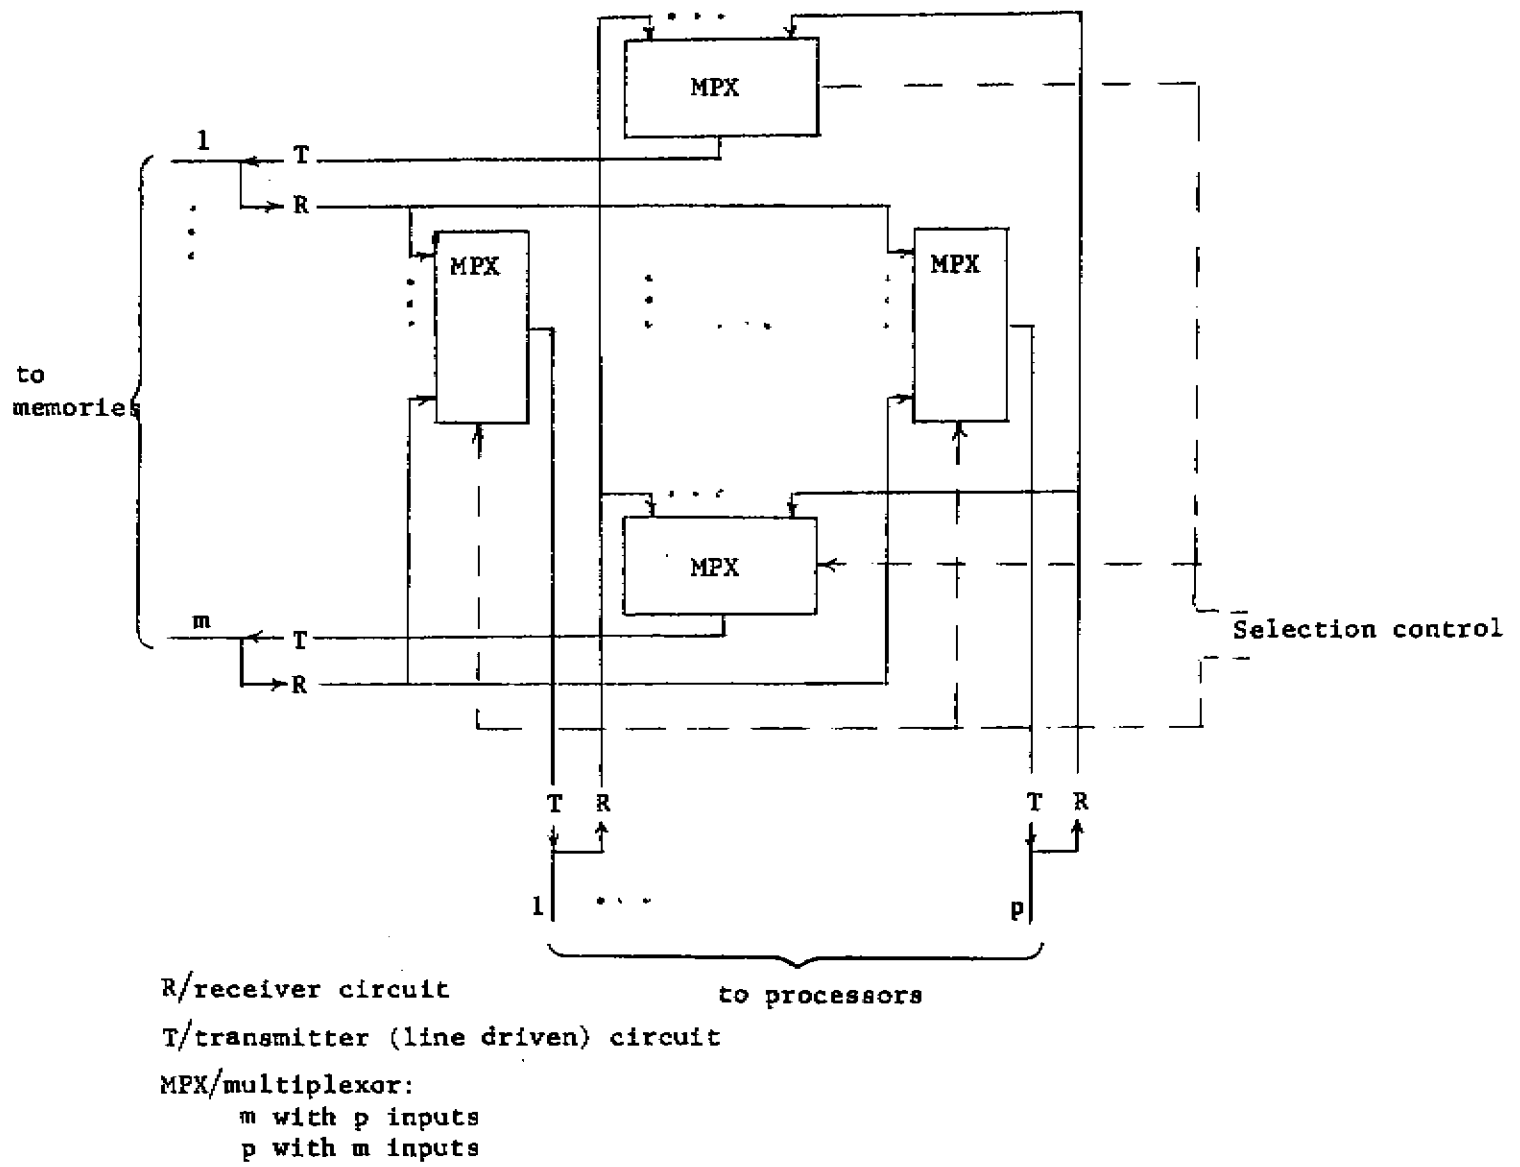 MPX
1
T
R
MPX
MPX
to
memories
MPX
m
T
Selection control
R
T R
T R
1
p
to processors
R/receiver circuit
T/transmitter (line driven) circuit
MPX/multiplexor:
m with p inputs
p with m inputs